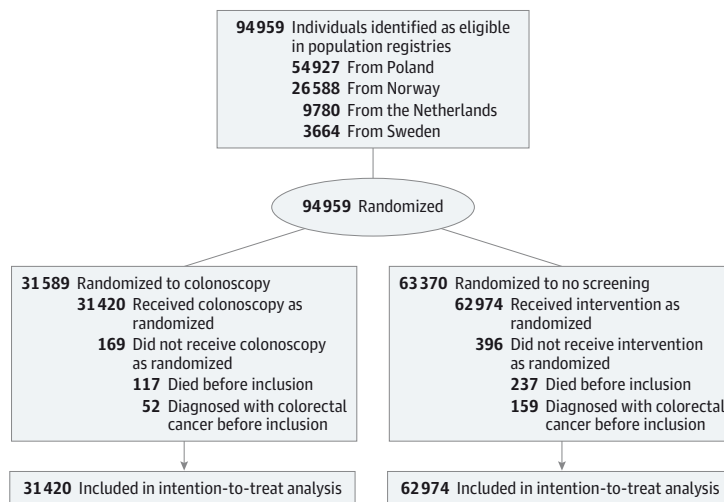 94959 Individuals identified as eligible
in population registries
54927 From Poland
26588 From Norway
9780 From the Netherlands
3664 From Sweden
94959 Randomized
31589 Randomized to colonoscopy
31420 Received colonoscopy as
randomized
169 Did not receive colonoscopy
as randomized
117 Died before inclusion
52 Diagnosed with colorectal
cancer before inclusion
63370 Randomized to no screening
62974 Received intervention as
randomized
396 Did not receive intervention
as randomized
237 Died before inclusion
159 Diagnosed with colorectal
cancer before inclusion
31420 Included in intention-to-treat analysis
62974 Included in intention-to-treat analysis